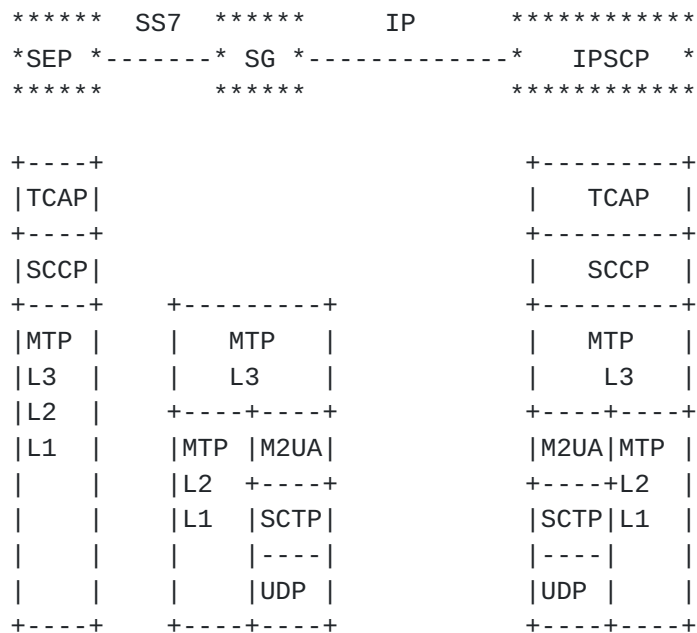 ******  SS7  ******     IP      ************
*SEP *-------* SG *-------------*   IPSCP  *
******       ******             ************

+----+                           +---------+
|TCAP|                           |   TCAP  |
+----+                           +---------+
|SCCP|                           |   SCCP  |
+----+    +---------+            +---------+
|MTP |    |   MTP   |            |   MTP   |
|L3  |    |   L3    |            |    L3   |
|L2  |    +----+----+            +----+----+
|L1  |    |MTP |M2UA|            |M2UA|MTP |
|    |    |L2  +----+            +----+L2  |
|    |    |L1  |SCTP|            |SCTP|L1  |
|    |    |    |----|            |----|    |
|    |    |    |UDP |            |UDP |    |
+----+    +----+----+            +----+----+